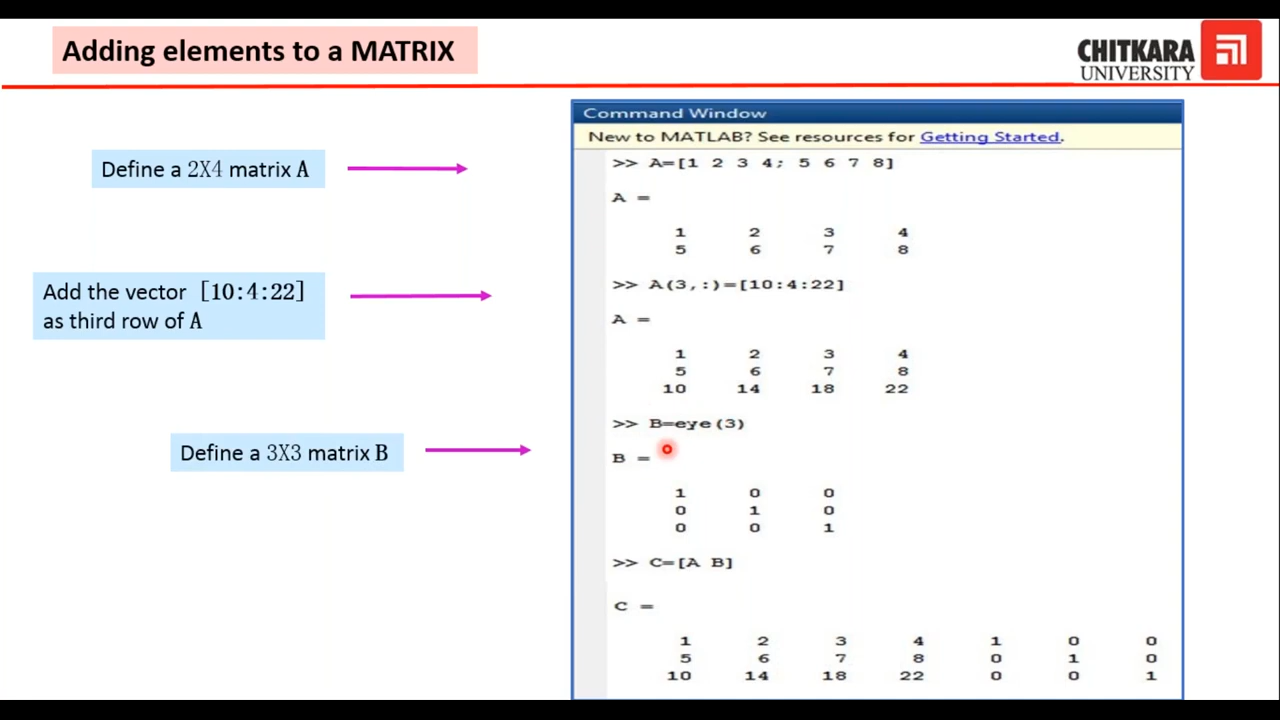 Adding elements to a MATRIX
CHITKARA
UNIVERSITY
Define a 2X4 matrix A
Add the vector [10:4:22]
as third row of A
Define a 3X3 matrix B
Command Window
New to MATLAB? See resources for Getting Started.
>> A=[1 2 3 4; 5 6 7 8]
A =
1 2 3 4
5 6 7 8
>> A(3,:)=[10:4:22]
A =
1 2 3 4
5 6 7 8
10 14 18 22
>> B=eye(3)
B =
1 0 0
0 1 0
0 0 1
>> C=[A B]
C =
1 2 3 4 1 0 0
5 6 7 8 0 1 0
10 14 18 22 0 0 1